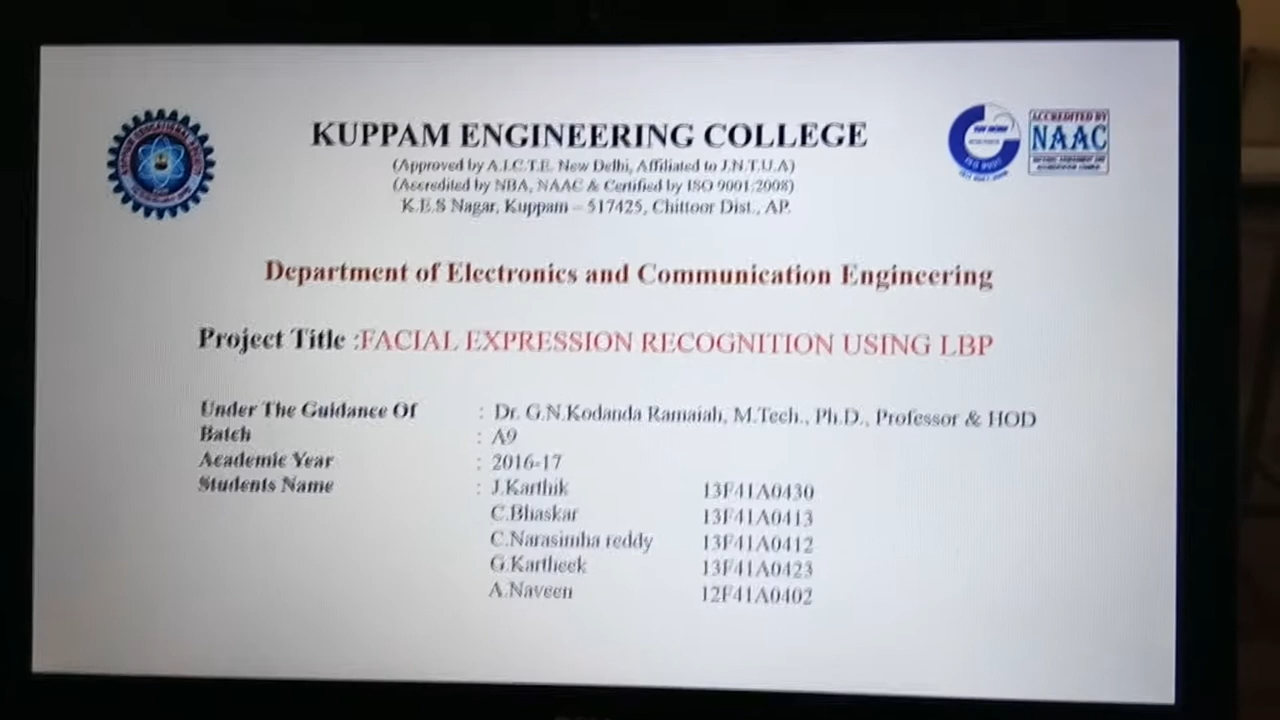 KUPPAM ENGINEERING COLLEGE
(Approved by A.I.C.T.E. New Delhi, Affiliated to J.N.T.U.A)
(Accredited by NBA, NAAC & Certified by ISO 9001:2008)
K.E.S Nagar, Kuppam – 517425, Chittoor Dist., AP.
ACCREDITED BY
NAAC
Department of Electronics and Communication Engineering
Project Title :FACIAL EXPRESSION RECOGNITION USING LBP
Under The Guidance Of : Dr. G.N.Kodanda Ramaiah, M.Tech., Ph.D., Professor & HOD
Batch : A9
Academic Year : 2016-17
Students Name : J.Karthik 13F41A0430
C.Bhaskar 13F41A0413
C.Narasimha reddy 13F41A0412
G.Kartheek 13F41A0423
A.Naveen 12F41A0402